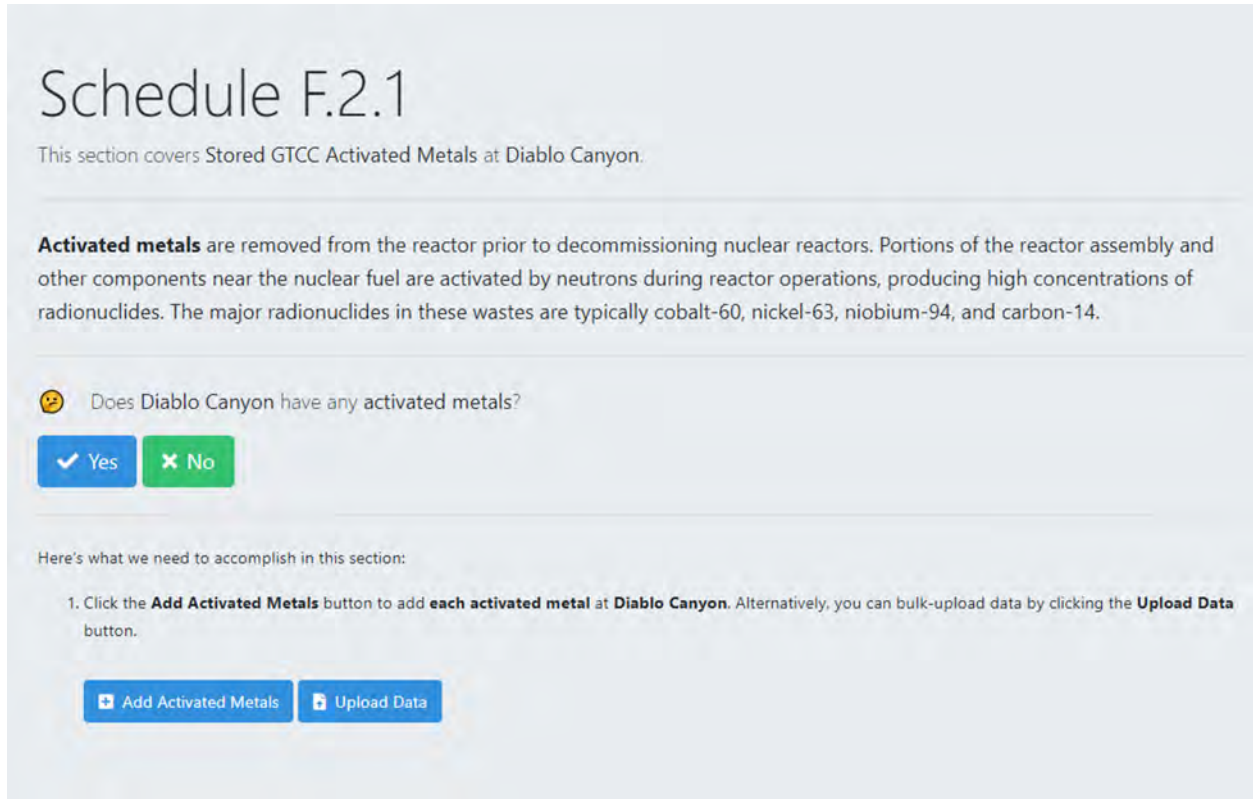 Schedule F.2.1
This section covers Stored GTCC Activated Metals at Diablo Canyon.
Activated metals are removed from the reactor prior to decommissioning nuclear reactors. Portions of the reactor assembly and
other components near the nuclear fuel are activated by neutrons during reactor operations, producing high concentrations of
radionuclides. The major radionuclides in these wastes are typically cobalt-60, nickel-63, niobium-94, and carbon-14.
Does Diablo Canyon have any activated metals?
Yes No
Here's what we need to accomplish in this section:
1. Click the Add Activated Metals button to add each activated metal at Diablo Canyon. Alternatively, you can bulk-upload data by clicking the Upload Data
button.
Add Activated Metals Upload Data